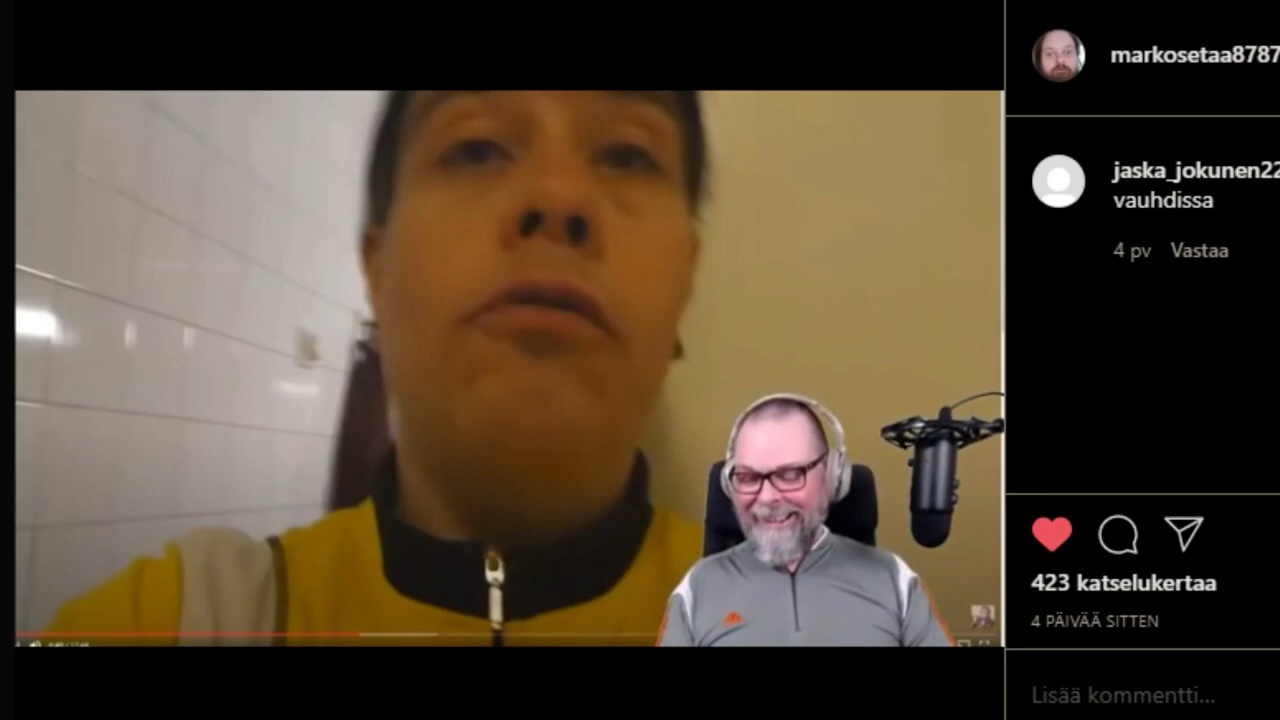 markosetaa8787
jaska_jokunen22
vauhdissa
4 pv Vastaa
423 katselukertaa
4 PÄIVÄÄ SITTEN
Lisää kommentti...